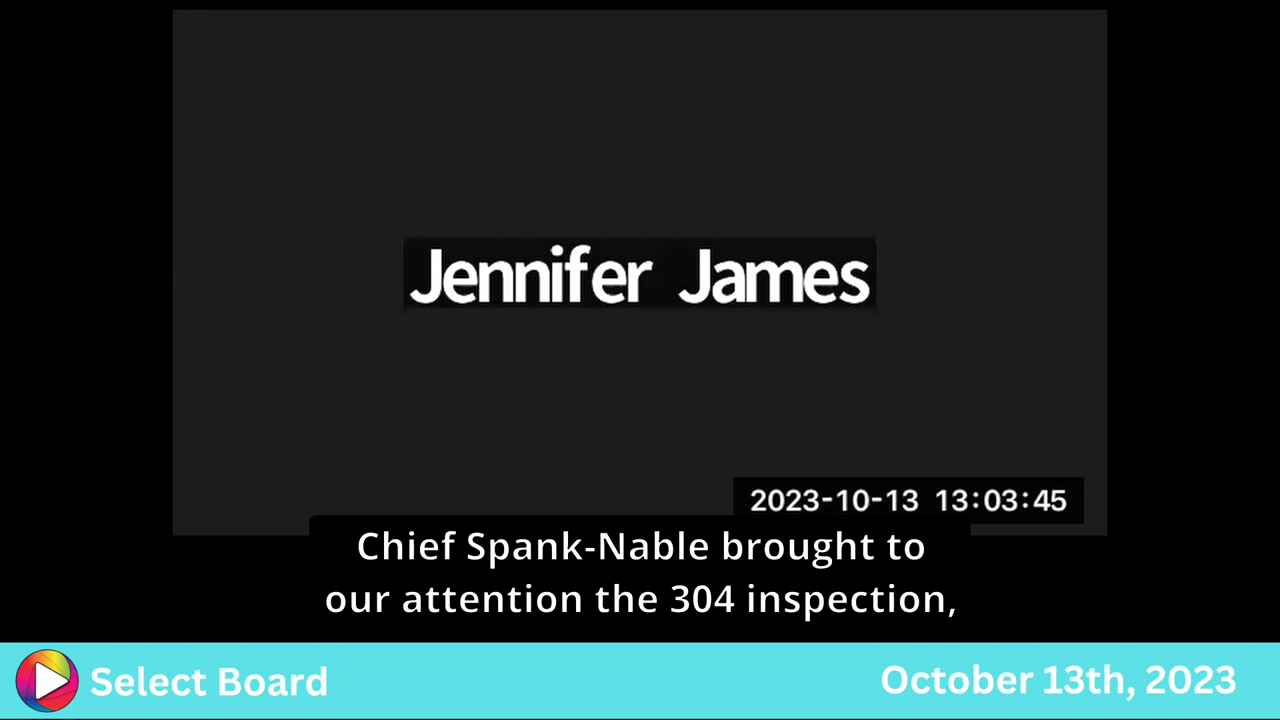 Jennifer James
2023-10-13 13:03:45
Chief Spank-Nable brought to
our attention the 304 inspection,
Select Board
October 13th, 2023